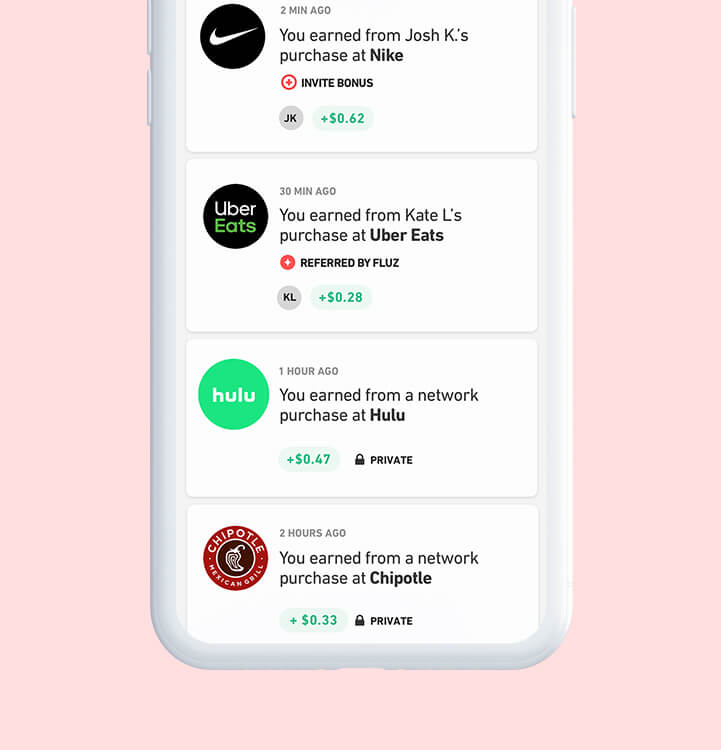 2 MIN AGO
You earned from Josh K.'s
purchase at Nike
INVITE BONUS
JK +$0.62
30 MIN AGO
Uber
Eats
You earned from Kate L's
purchase at Uber Eats
REFERRED BY FLUZ
KL +$0.28
1 HOUR AGO
hulu
You earned from a network
purchase at Hulu
+$0.47 PRIVATE
2 HOURS AGO
CHIPOTLE
MEXICAN GRILL
You earned from a network
purchase at Chipotle
+ $0.33 PRIVATE